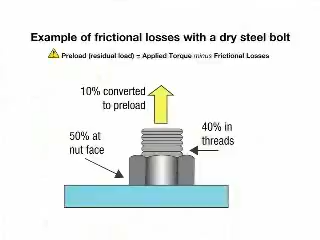 Example of frictional losses with a dry steel bolt
Preload (residual load) = Applied Torque minus Frictional Losses
10% converted
to preload
50% at
nut face
40% in
threads